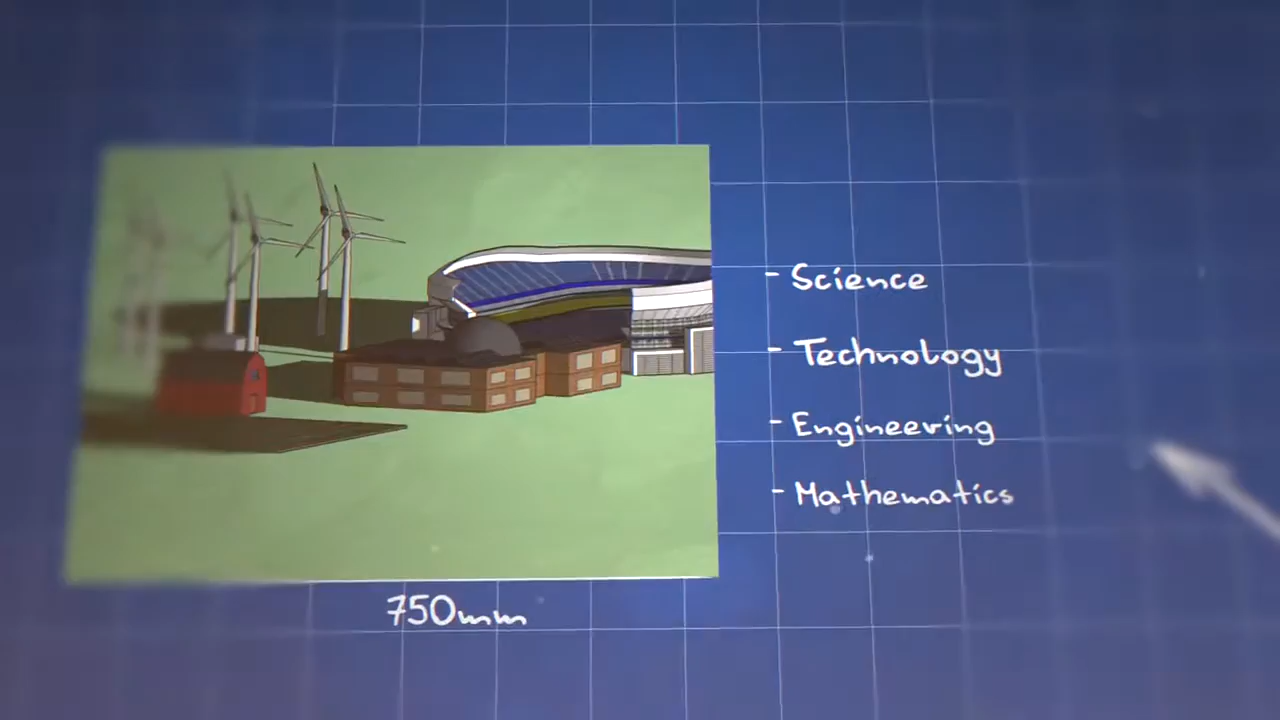 - Science
- Technology
- Engineering
- Mathematics
750mm